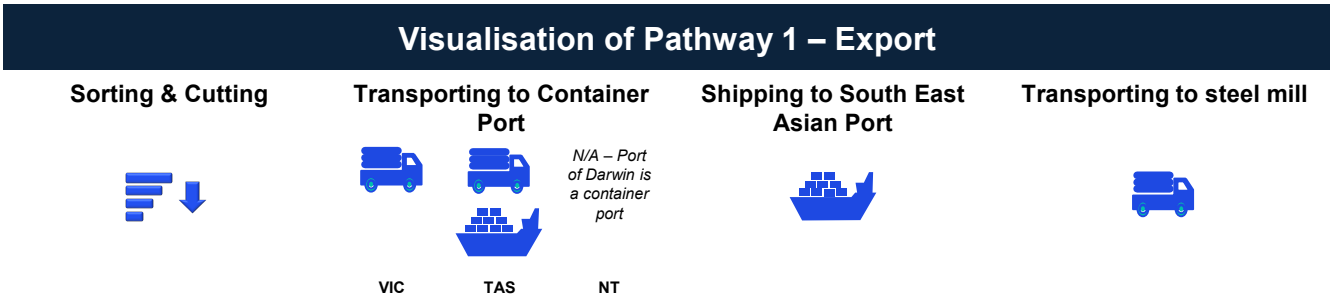 Visualisation of Pathway 1 – Export
Sorting & Cutting
Transporting to Container
Port
Shipping to South East
Asian Port
Transporting to steel mill
N/A – Port
of Darwin is
a container
port
VIC
TAS
NT